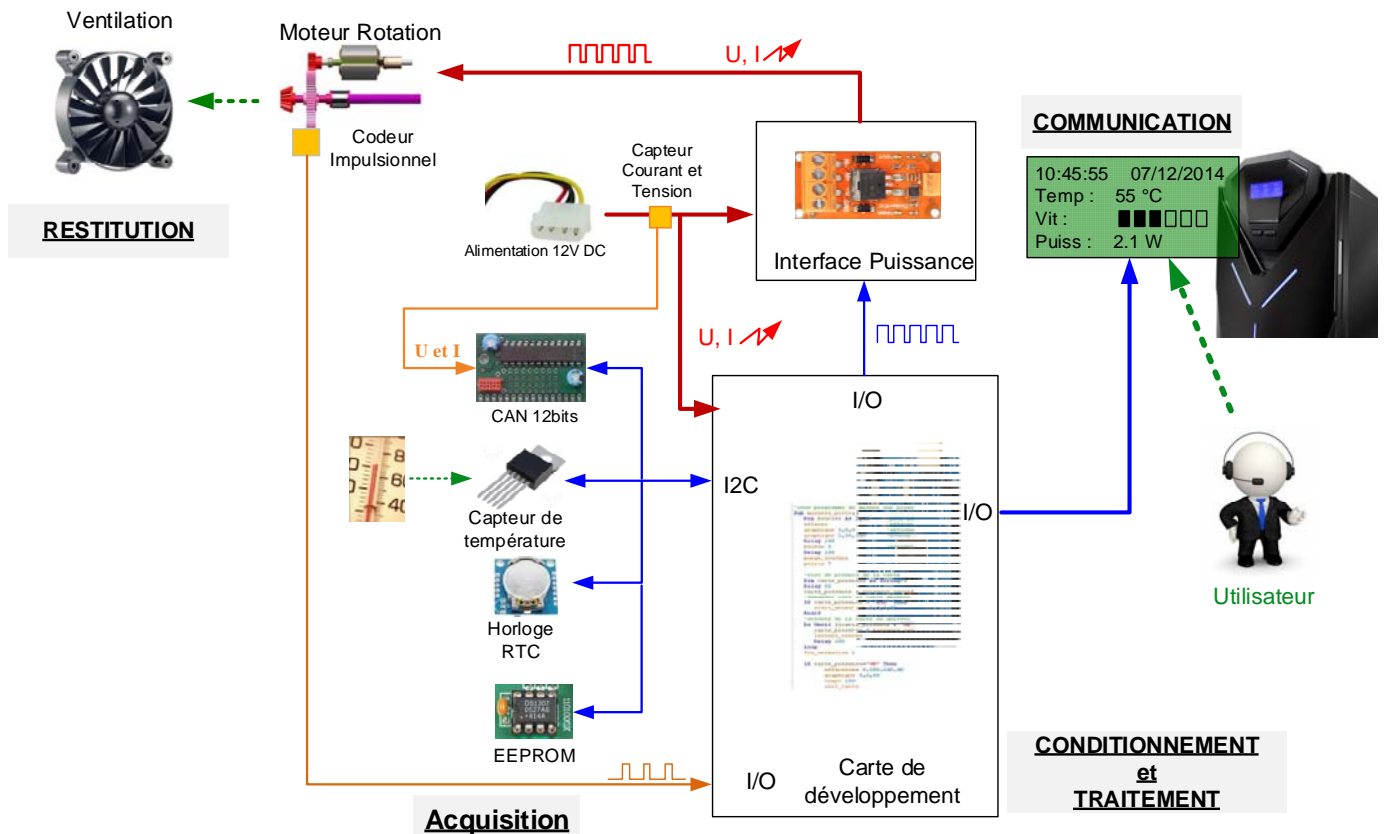 Ventilation
Moteur Rotation
U, I
Codeur
Impulsionnel
RESTITUTION
Capteur
Courant et
Tension
Alimentation 12V DC
Interface Puissance
COMMUNICATION
10:45:55 07/12/2014
Temp : 55 °C
Vit :
Puiss : 2.1 W
U et I
U, I
CAN 12bits
I/O
I2C
I/O
Capteur de
température
Horloge
RTC
Utilisateur
EEPROM
I/O
Carte de
développement
CONDITIONNEMENT
et
TRAITEMENT
Acquisition